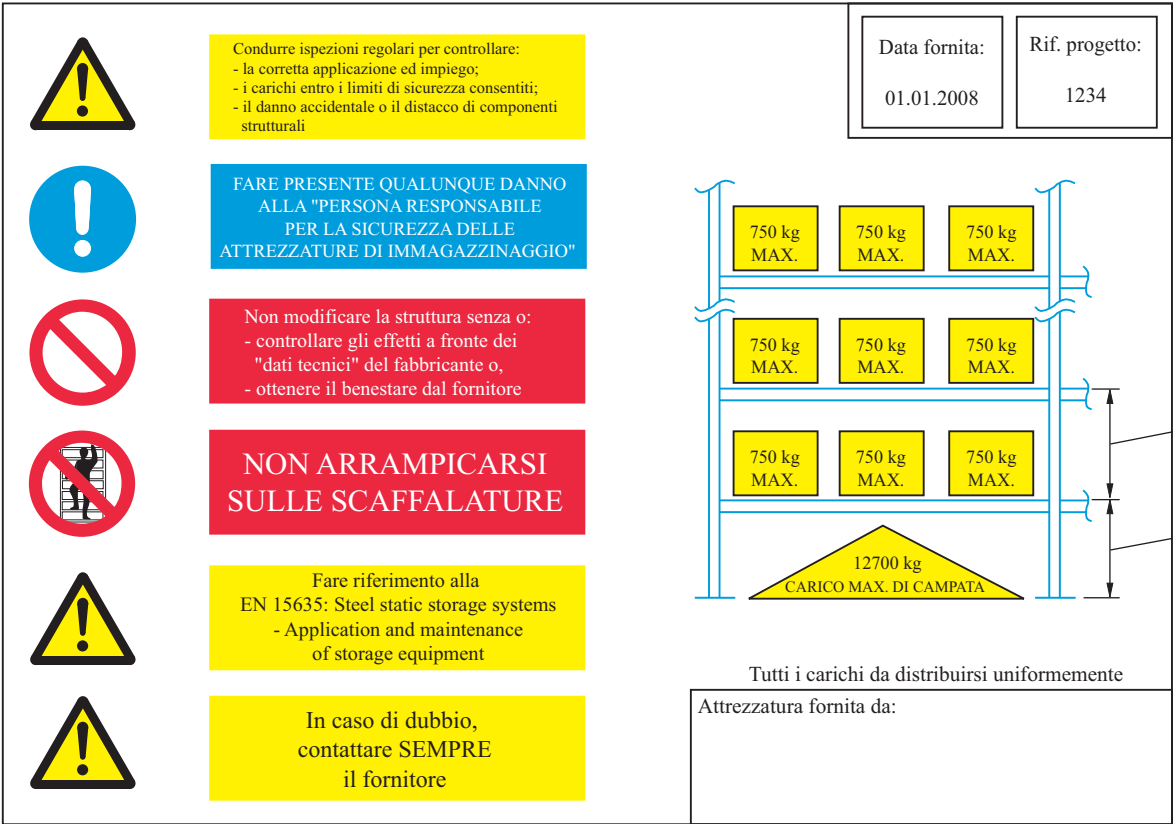 Condurre ispezioni regolari per controllare:
- la corretta applicazione ed impiego;
- i carichi entro i limiti di sicurezza consentiti;
- il danno accidentale o il distacco di componenti
strutturali
FARE PRESENTE QUALUNQUE DANNO
ALLA "PERSONA RESPONSABILE
PER LA SICUREZZA DELLE
ATTREZZATURE DI IMMAGAZZINAGGIO"
Non modificare la struttura senza o:
- controllare gli effetti a fronte dei
"dati tecnici" del fabbricante o,
- ottenere il benestare dal fornitore
NON ARRAMPICARSI
SULLE SCAFFALATURE
Fare riferimento alla
EN 15635: Steel static storage systems
- Application and maintenance
of storage equipment
In caso di dubbio,
contattare SEMPRE
il fornitore
Data fornita:
01.01.2008
Rif. progetto:
1234
750 kg
MAX.
750 kg
MAX.
750 kg
MAX.
750 kg
MAX.
750 kg
MAX.
750 kg
MAX.
750 kg
MAX.
750 kg
MAX.
750 kg
MAX.
12700 kg
CARICO MAX. DI CAMPATA
Tutti i carichi da distribuirsi uniformemente
Attrezzatura fornita da: